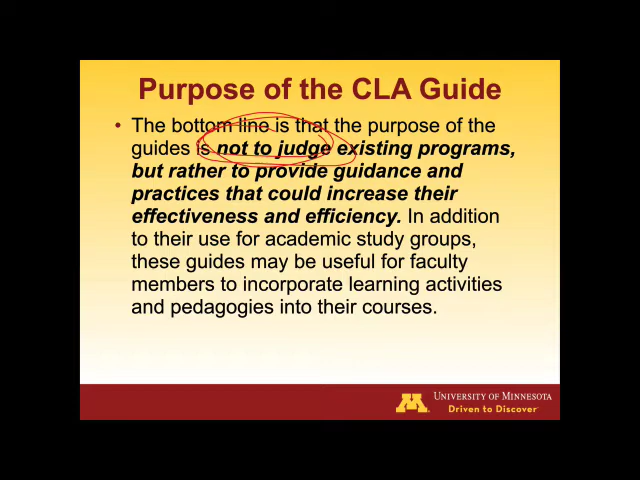 Purpose of the CLA Guide
• The bottom line is that the purpose of the
guides is not to judge existing programs,
but rather to provide guidance and
practices that could increase their
effectiveness and efficiency. In addition
to their use for academic study groups,
these guides may be useful for faculty
members to incorporate learning activities
and pedagogies into their courses.
M
UNIVERSITY OF MINNESOTA
Driven to Discover℠